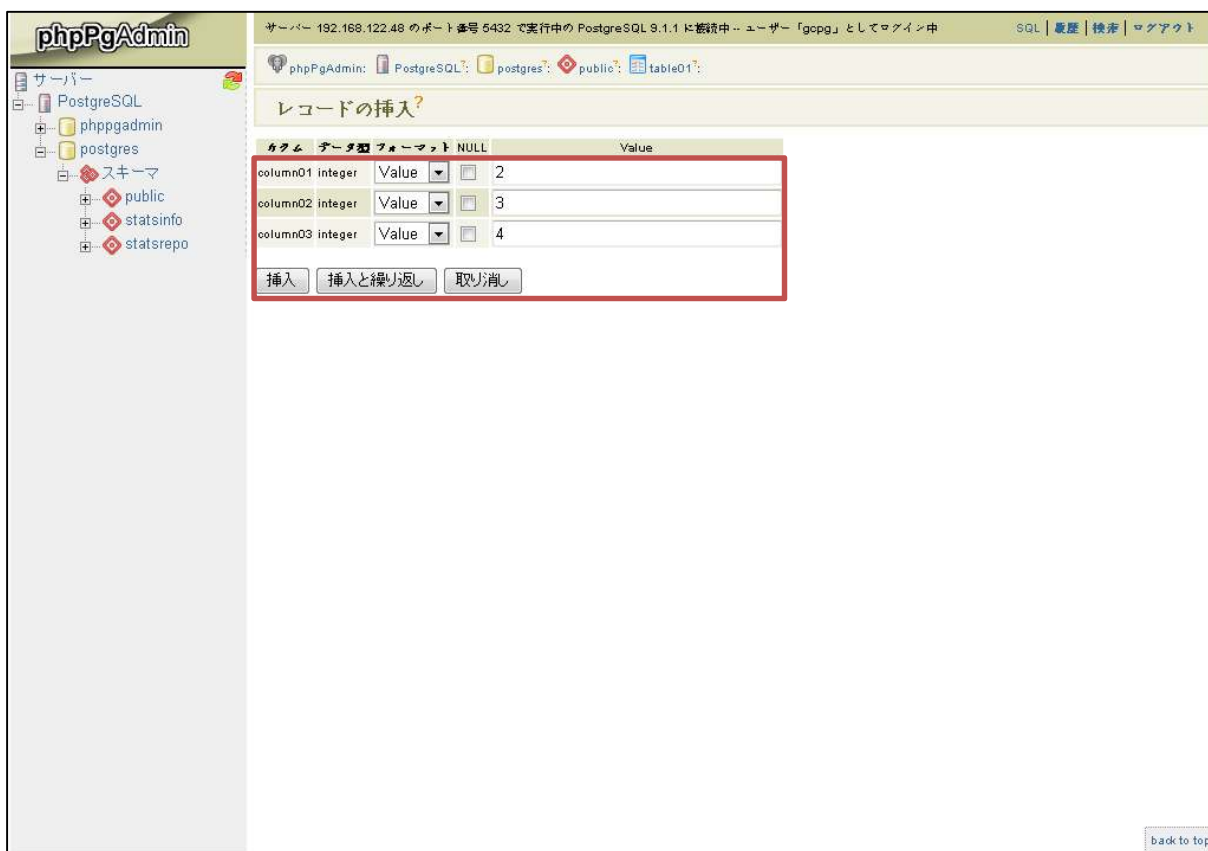 phpPgAdmin
サーバー 192.168.122.48 のポート番号 5432 で実行中の PostgreSQL 9.1.1 に接続中 -- ユーザー「gopg」としてログイン中
SQL | 履歴 | 検索 | ログアウト
phpPgAdmin: PostgreSQL?: postgres?: public?: table01?:
サーバー
PostgreSQL
phppgadmin
postgres
スキーマ
public
statsinfo
statsrepo
レコードの挿入?
カラム データ型 フォーマット NULL Value
column01 integer Value 2
column02 integer Value 3
column03 integer Value 4
挿入 挿入と繰り返し 取り消し
back to top